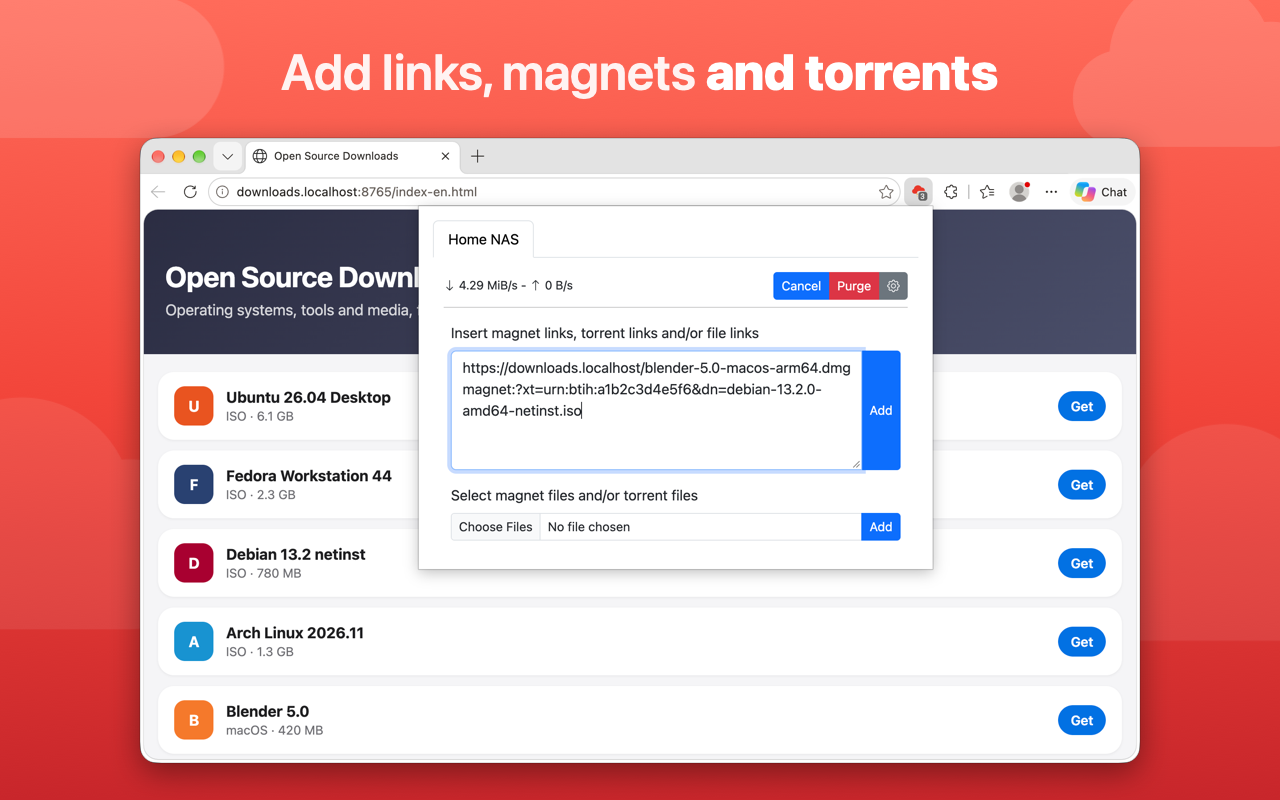 Add links, magnets and torrents
Open Source Downloads
downloads.localhost:8765/index-en.html
3
Chat
Home NAS
↓ 4.29 MiB/s - ↑ 0 B/s
Cancel
Purge
Open Source Downl
Operating systems, tools and media,
Insert magnet links, torrent links and/or file links
https://downloads.localhost/blender-5.0-macos-arm64.dmg
magnet:?xt=urn:btih:a1b2c3d4e5f6&dn=debian-13.2.0-
amd64-netinst.iso
Add
Select magnet files and/or torrent files
Choose Files
No file chosen
Add
U
Ubuntu 26.04 Desktop
ISO · 6.1 GB
Get
F
Fedora Workstation 44
ISO · 2.3 GB
Get
D
Debian 13.2 netinst
ISO · 780 MB
Get
A
Arch Linux 2026.11
ISO · 1.3 GB
Get
B
Blender 5.0
macOS · 420 MB
Get